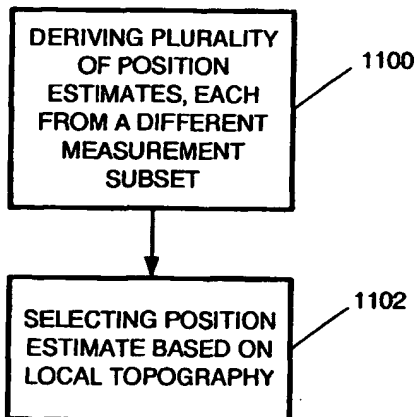 DERIVING PLURALITY
OF POSITION
ESTIMATES, EACH
FROM A DIFFERENT
MEASUREMENT
SUBSET
1100
SELECTING POSITION
ESTIMATE BASED ON
LOCAL TOPOGRAPHY
1102